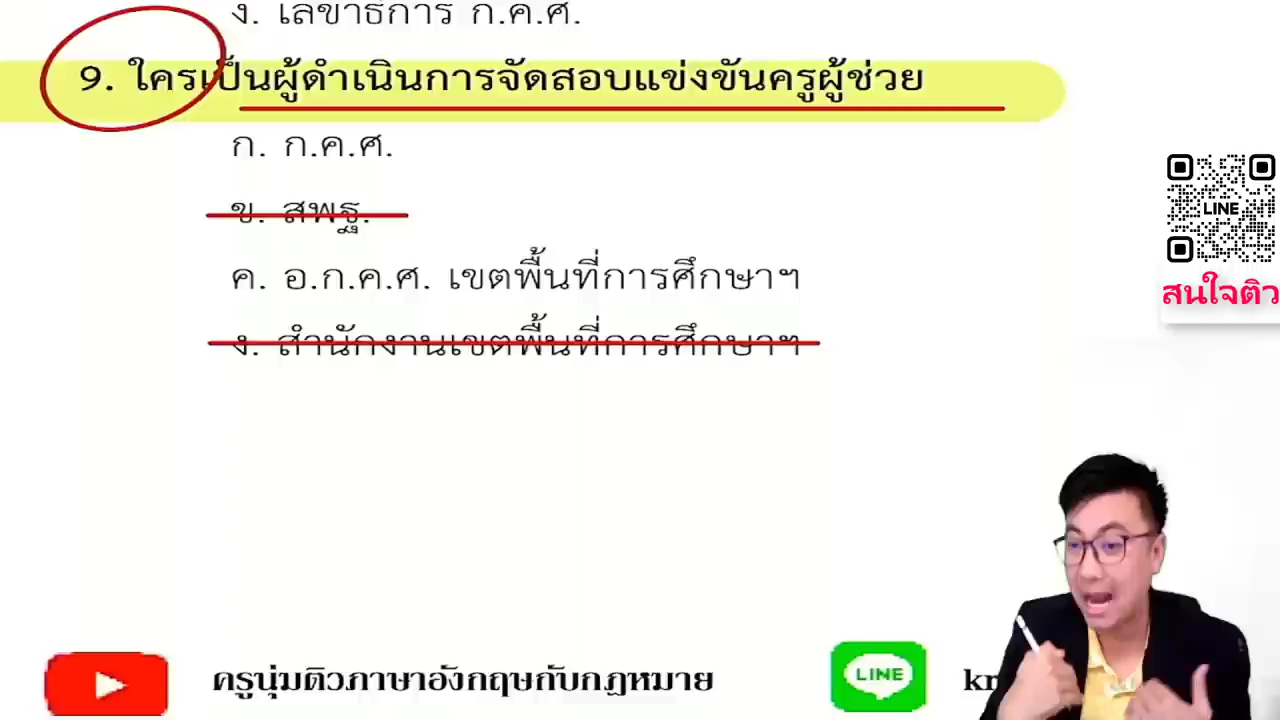 ง. เลขาธิการ ก.ค.ศ.
9. ใครเป็นผู้ดำเนินการจัดสอบแข่งขันครูผู้ช่วย
ก. ก.ค.ศ.
ข. สพฐ.
ค. อ.ก.ค.ศ. เขตพื้นที่การศึกษาฯ
ง. สำนักงานเขตพื้นที่การศึกษาฯ
LINE
สนใจติว
ครูนุ่มติวภาษาอังกฤษกับกฎหมาย
LINE